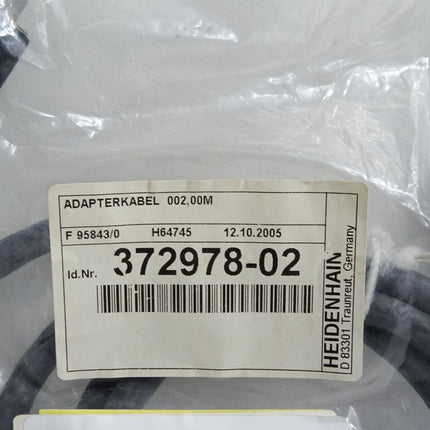 ADAPTERKABEL 002,00M
F 95843/0 H64745 12.10.2005
Id.Nr. 372978-02
HEIDENHAIN
D 83301 Traunreut, Germany